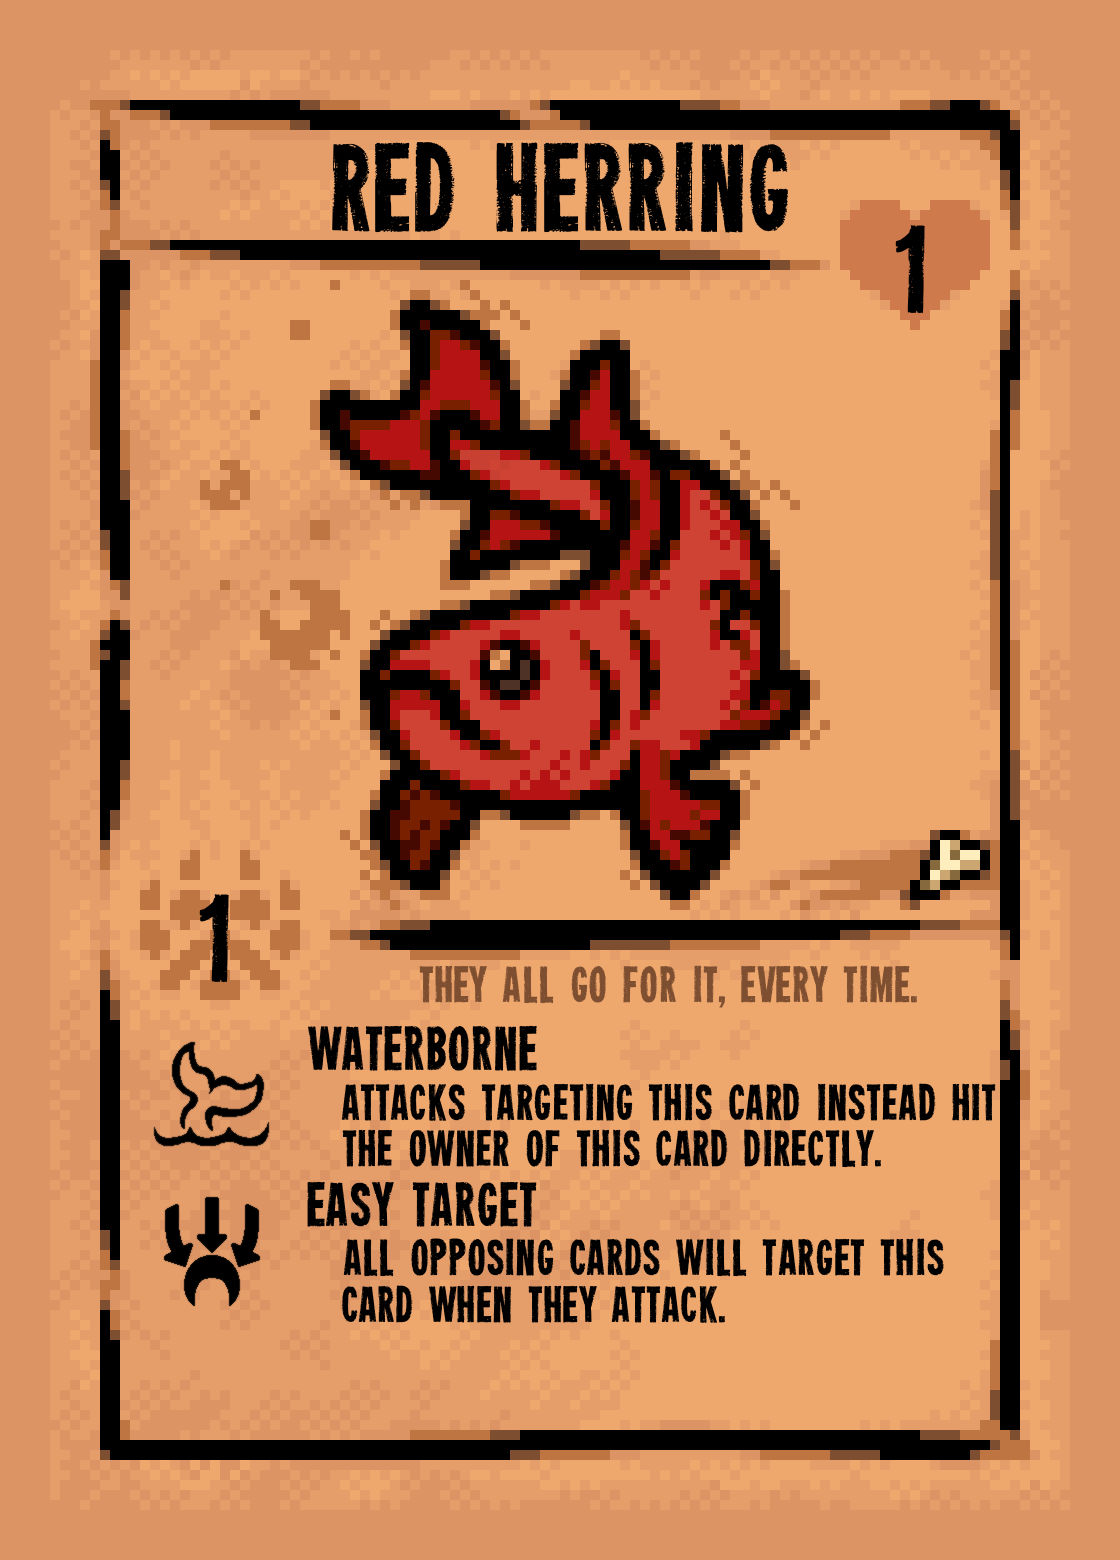 RED HERRING
1
1
THEY ALL GO FOR IT, EVERY TIME.
WATERBORNE
ATTACKS TARGETING THIS CARD INSTEAD HIT
THE OWNER OF THIS CARD DIRECTLY.
EASY TARGET
ALL OPPOSING CARDS WILL TARGET THIS
CARD WHEN THEY ATTACK.